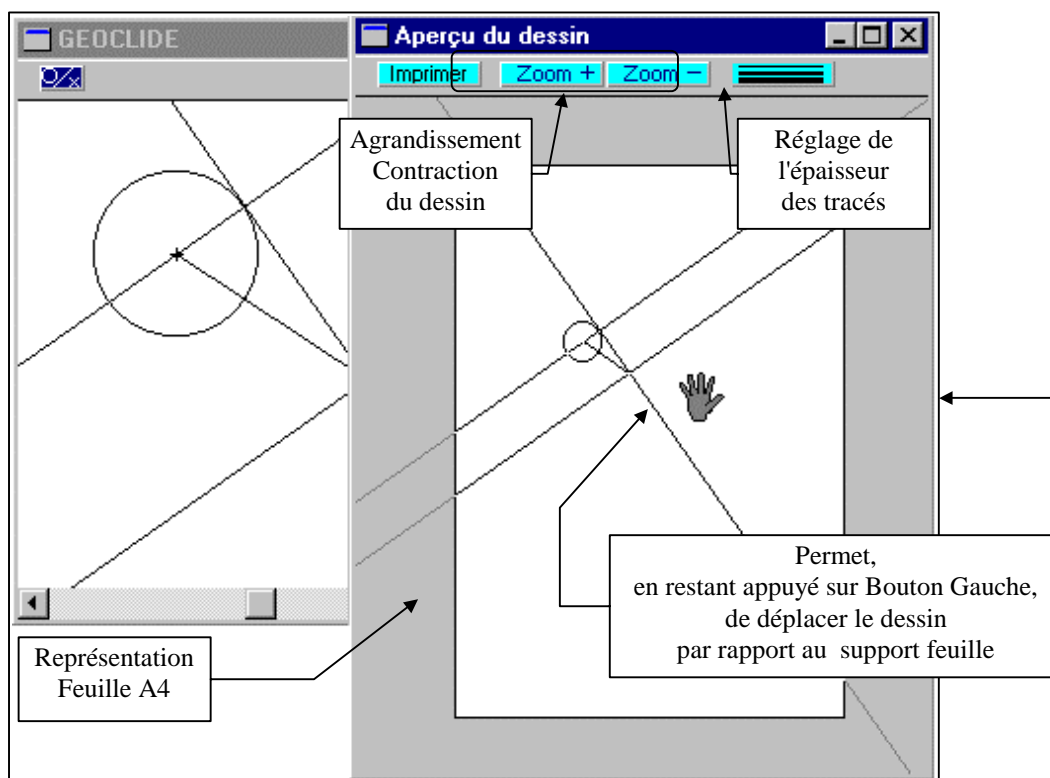 GEOCLIDE
Aperçu du dessin
Imprimer Zoom + Zoom −
Agrandissement
Contraction
du dessin
Réglage de
l'épaisseur
des tracés
Permet,
en restant appuyé sur Bouton Gauche,
de déplacer le dessin
par rapport au support feuille
Représentation
Feuille A4